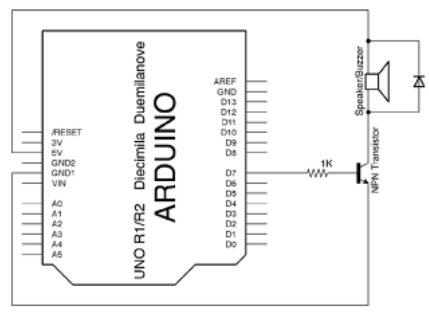 /RESET
3V
5V
GND2
GND1
VIN
A0
A1
A2
A3
A4
A5
UNO R1/R2 Diecimila Duemilanove
ARDUINO
AREF
GND
D13
D12
D11
D10
D9
D8
D7
D6
D5
D4
D3
D2
D1
D0
1K
Speaker/Buzzer
NPN Transistor